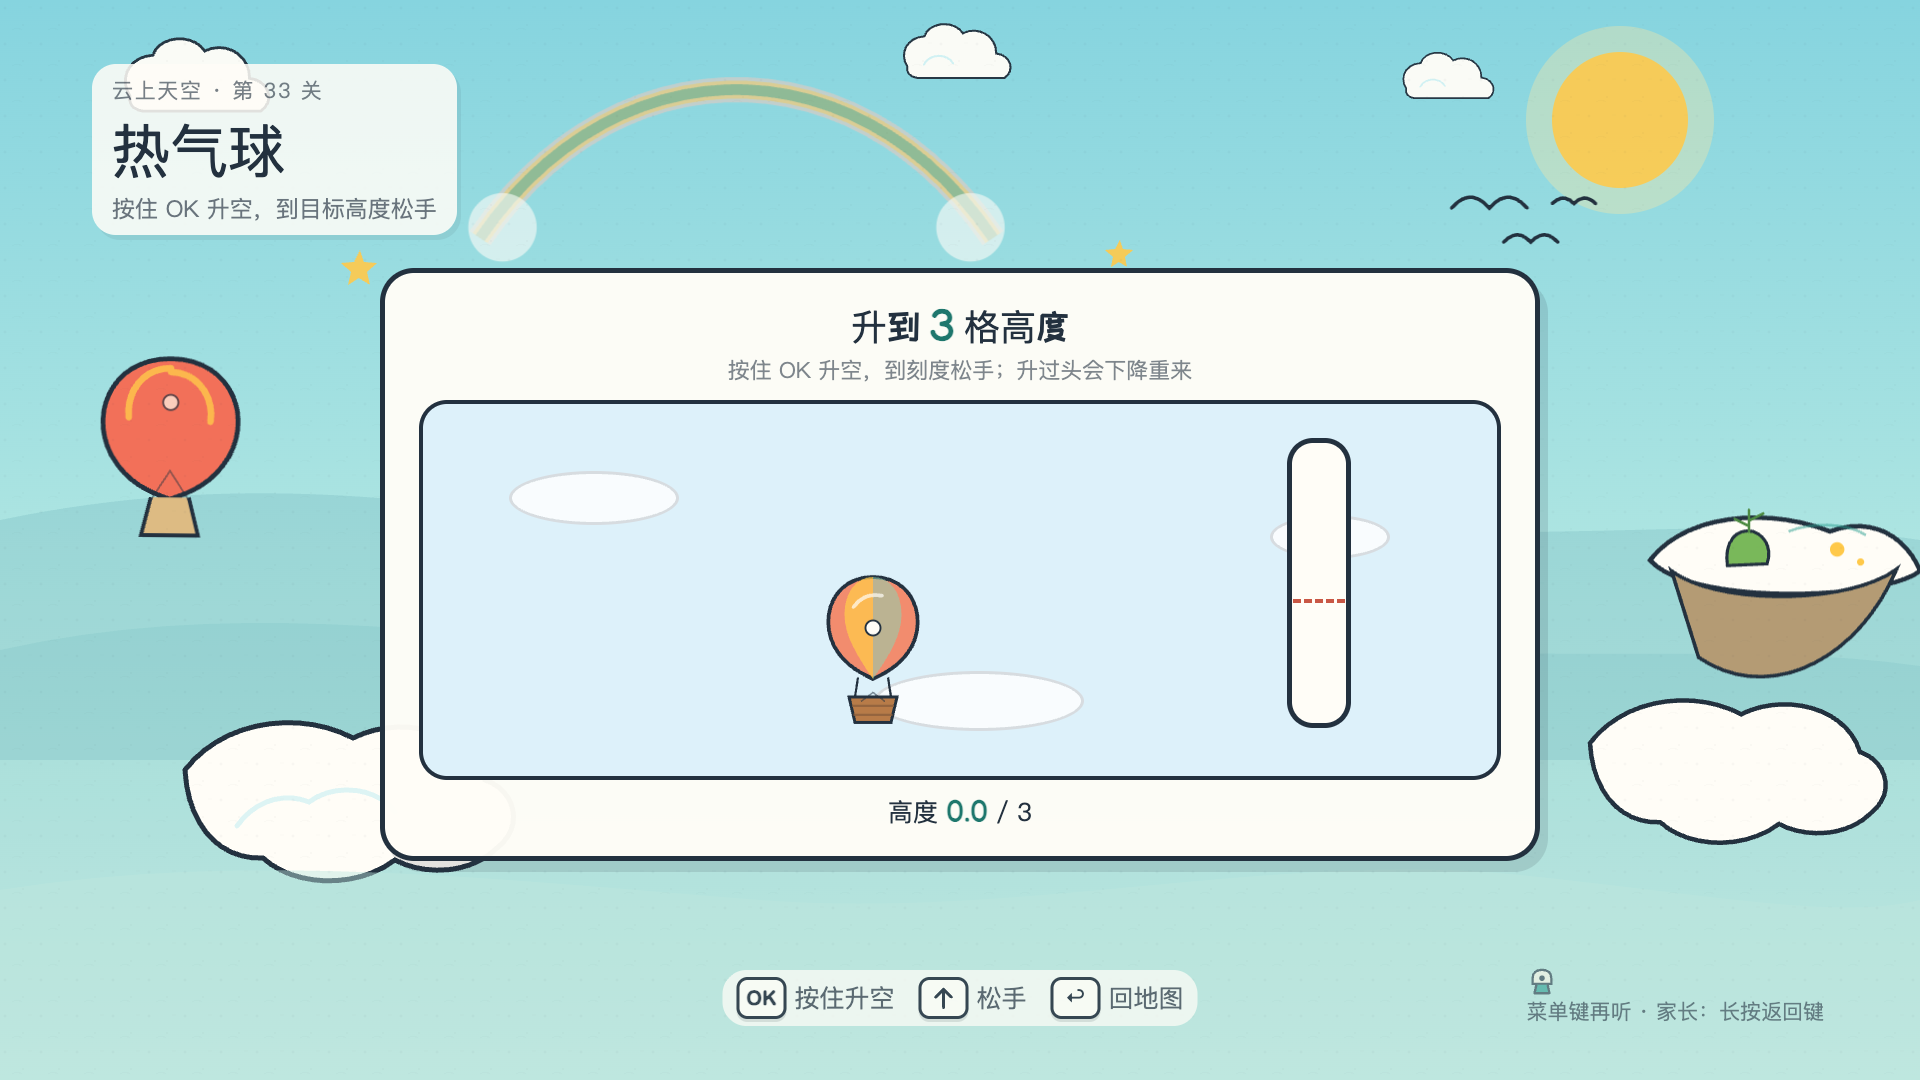 云上天空 · 第 33 关
热气球
按住 OK 升空，到目标高度松手
升到 3 格高度
按住 OK 升空，到刻度松手；升过头会下降重来
高度 0.0 / 3
OK 按住升空 ↑ 松手 ↩ 回地图
菜单键再听 · 家长：长按返回键